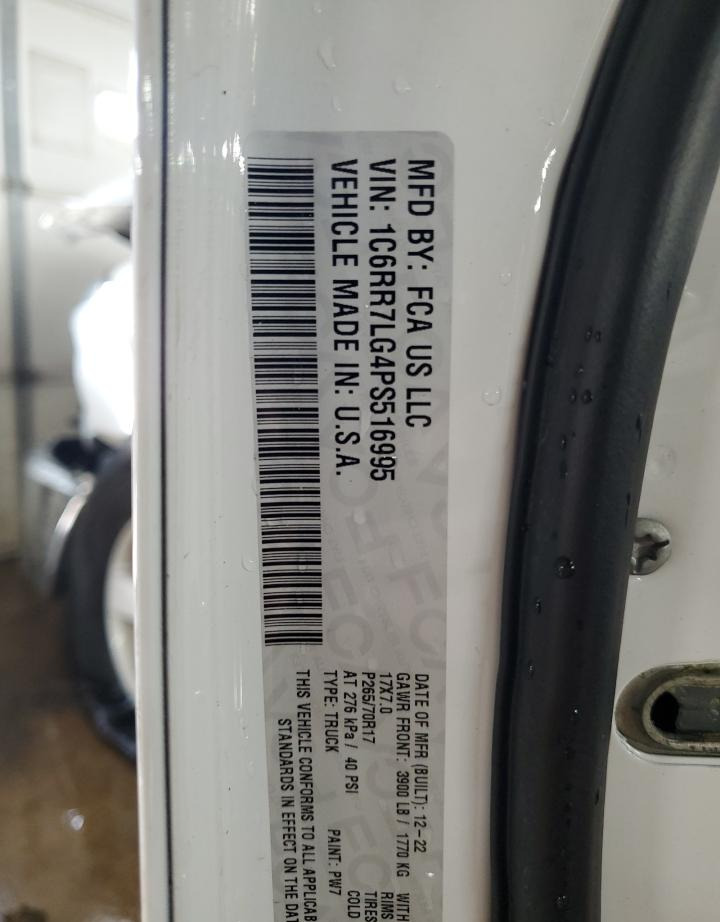 MFD BY: FCA US LLC
VIN: 1C6RR7LG4PS516995
VEHICLE MADE IN: U.S.A.
DATE OF MFR (BUILT): 12-22
GAWR FRONT: 3900 LB / 1770 KG WITH
17X7.0 RIMS
P265/70R17 TIRES
AT 276 kPa / 40 PSI COLD
TYPE: TRUCK PAINT: PW7
THIS VEHICLE CONFORMS TO ALL
STANDARDS IN EFFECT ON THE